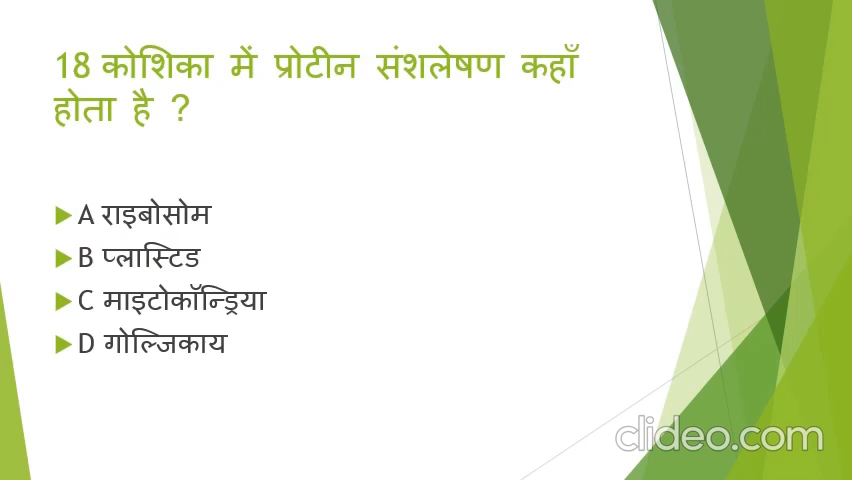 18 कोशिका में प्रोटीन संशलेषण कहाँ
होता है ?
A राइबोसोम
B प्लास्टिड
C माइटोकॉन्ड्रिया
D गोल्जिकाय
clideo.com